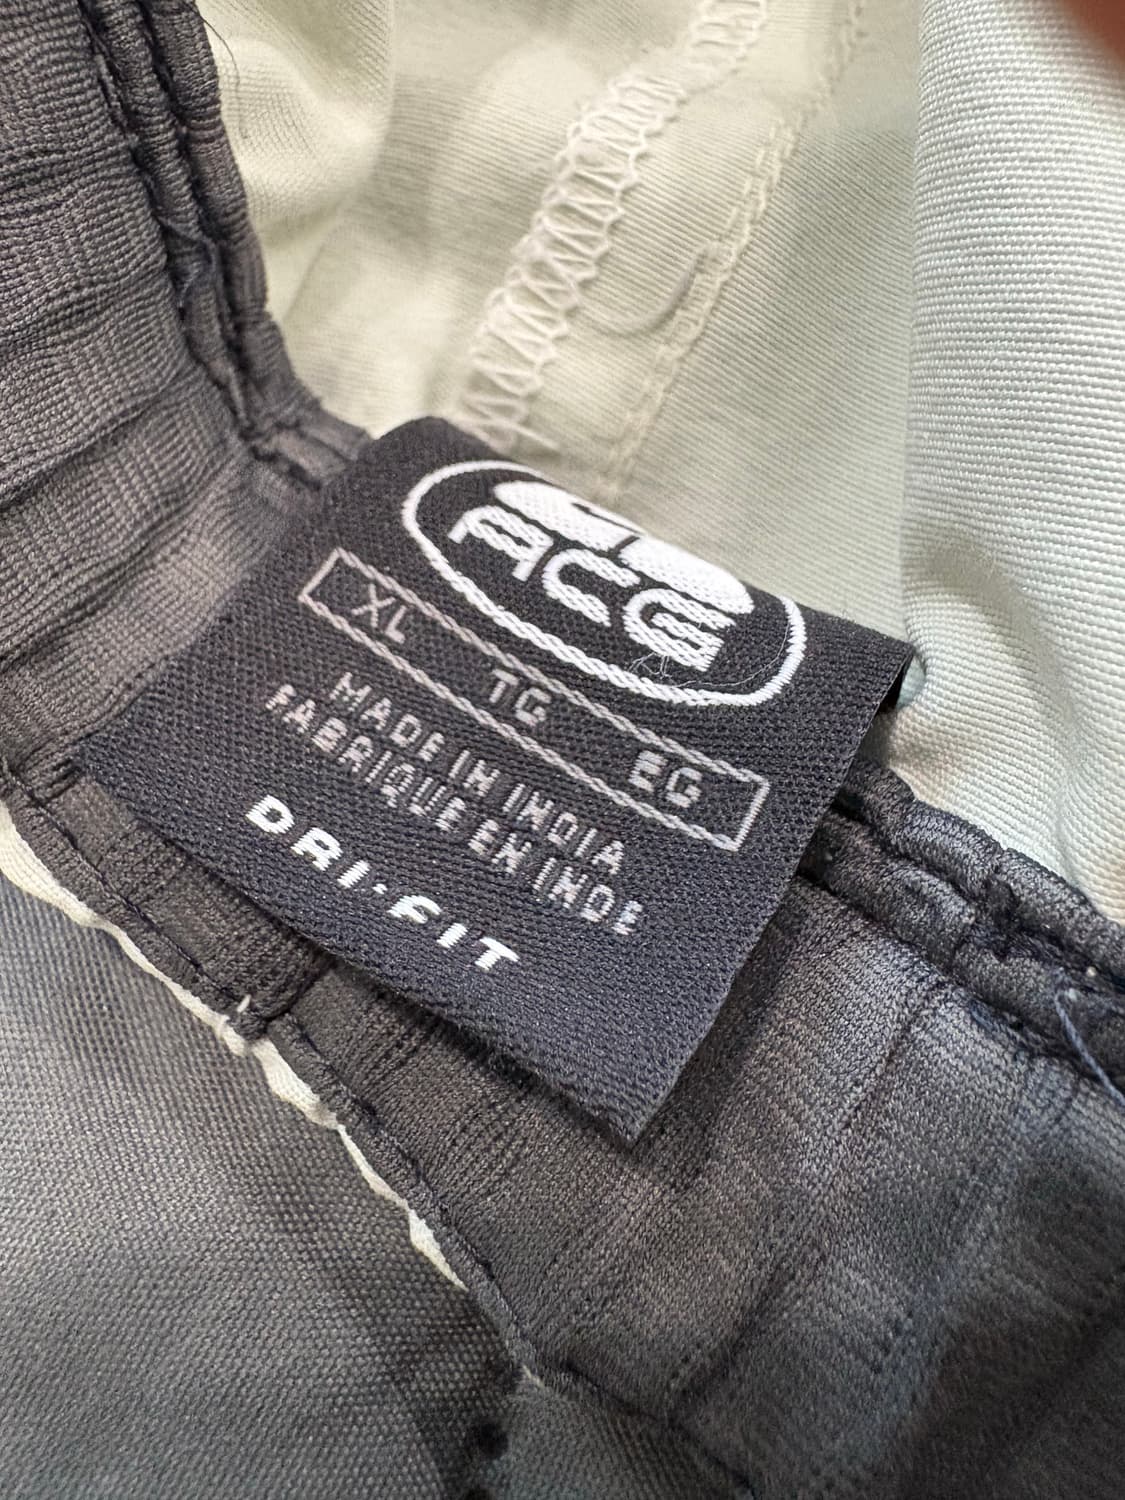 ACG
XL TG EG
MADE IN INDIA
FABRIQUE EN INDE
DRI-FIT